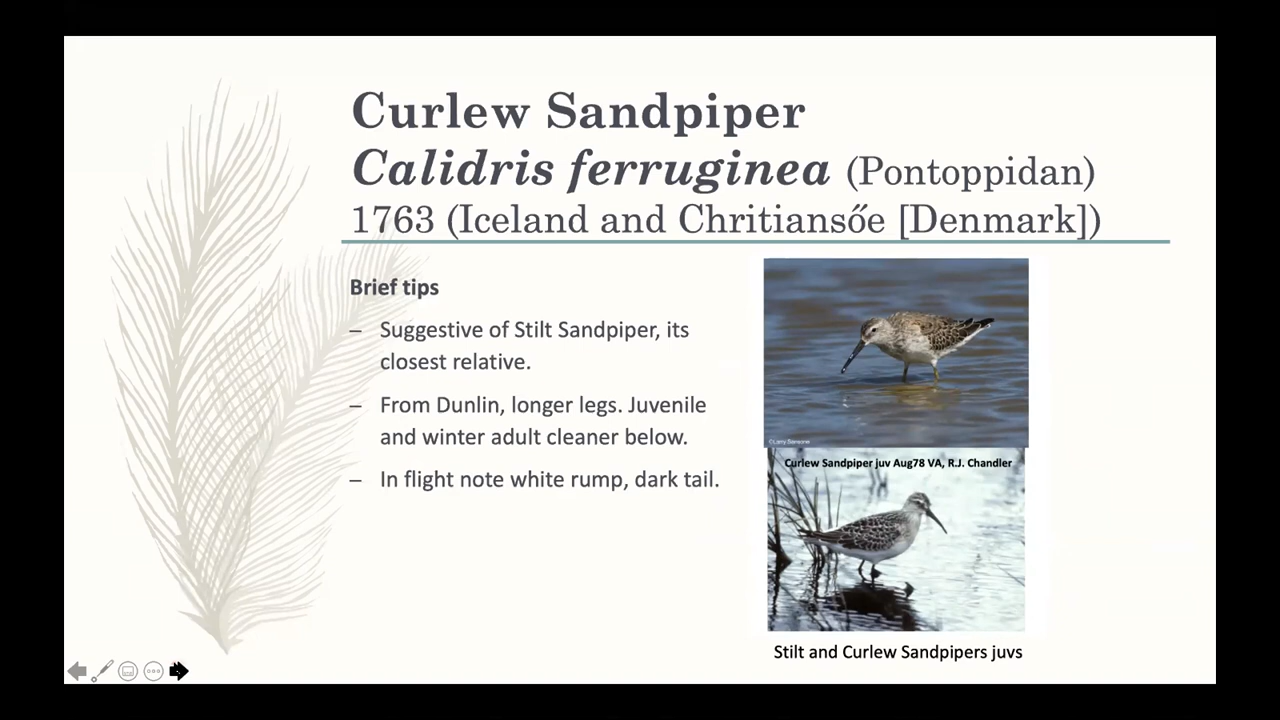 Curlew Sandpiper
Calidris ferruginea (Pontoppidan)
1763 (Iceland and Chritiansőe [Denmark])
Brief tips
– Suggestive of Stilt Sandpiper, its
closest relative.
– From Dunlin, longer legs. Juvenile
and winter adult cleaner below.
– In flight note white rump, dark tail.
©Larry Sansone
Curlew Sandpiper juv Aug78 VA, R.J. Chandler
Stilt and Curlew Sandpipers juvs